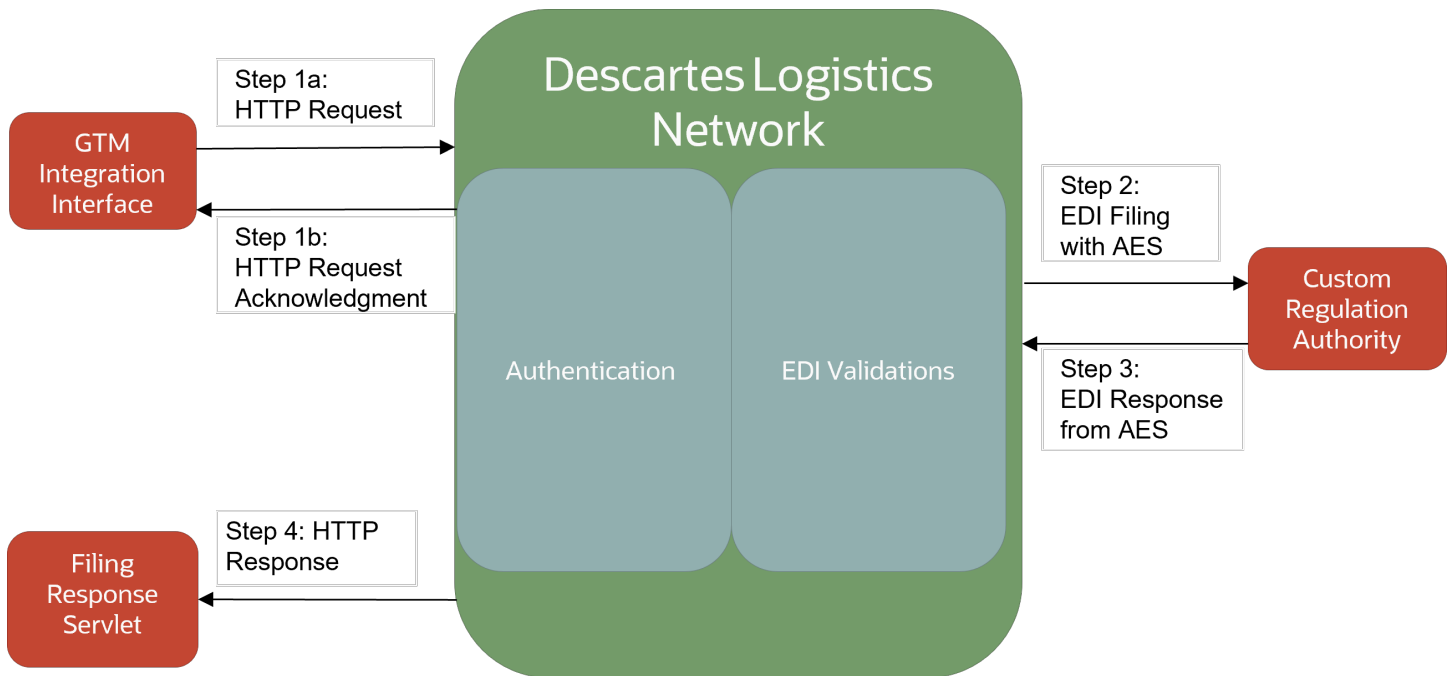 Descartes Logistics
Network
Step 1a:
HTTP Request
GTM
Integration
Interface
Step 1b:
HTTP Request
Acknowledgment
Authentication
EDI Validations
Step 2:
EDI Filing
with AES
Custom
Regulation
Authority
Step 3:
EDI Response
from AES
Step 4: HTTP
Response
Filing
Response
Servlet